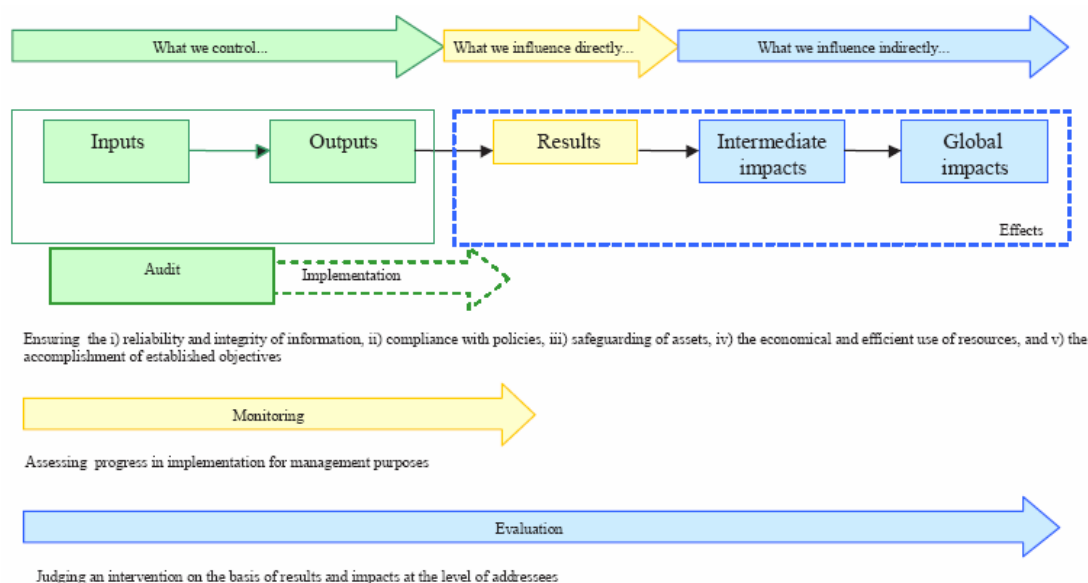 What we control...
What we influence directly...
What we influence indirectly...
Inputs
Outputs
Results
Intermediate
impacts
Global
impacts
Effects
Audit
Implementation
Ensuring the i) reliability and integrity of information, ii) compliance with policies, iii) safeguarding of assets, iv) the economical and efficient use of resources, and v) the
accomplishment of established objectives
Monitoring
Assessing progress in implementation for management purposes
Evaluation
Judging an intervention on the basis of results and impacts at the level of addressees